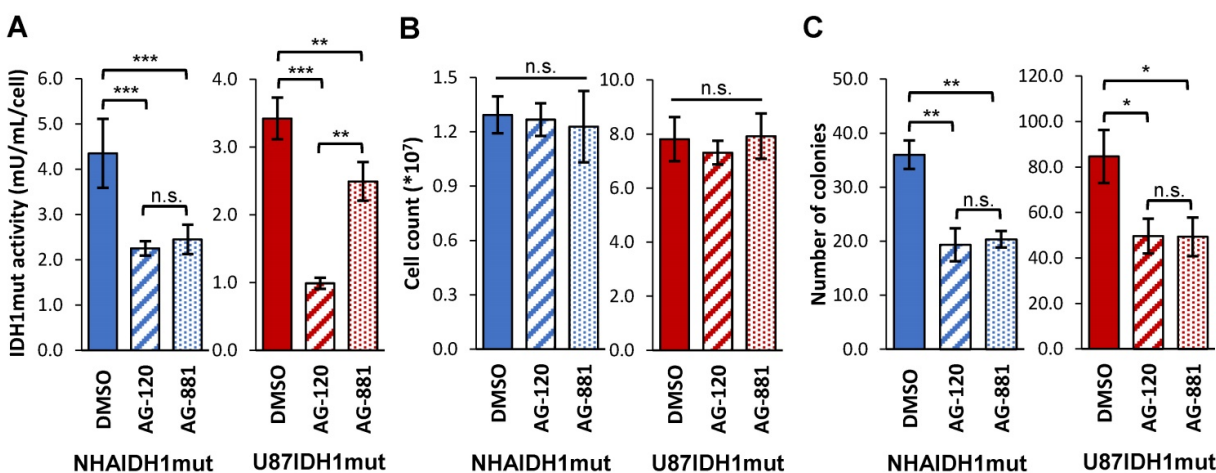 A
IDH1mut activity (mU/mL/cell)
***
***
n.s.
6.0
5.0
4.0
3.0
2.0
1.0
0.0
DMSO
AG-120
AG-881
NHAIDH1mut
**
***
**
4.0
3.0
2.0
1.0
0.0
DMSO
AG-120
AG-881
U87IDH1mut
B
Cell count (*10⁷)
n.s.
1.5
1.2
0.9
0.6
0.3
0.0
DMSO
AG-120
AG-881
NHAIDH1mut
n.s.
10.0
8.0
6.0
4.0
2.0
0.0
DMSO
AG-120
AG-881
U87IDH1mut
C
Number of colonies
**
**
n.s.
50.0
40.0
30.0
20.0
10.0
0.0
DMSO
AG-120
AG-881
NHAIDH1mut
*
*
n.s.
120.0
100.0
80.0
60.0
40.0
20.0
0.0
DMSO
AG-120
AG-881
U87IDH1mut